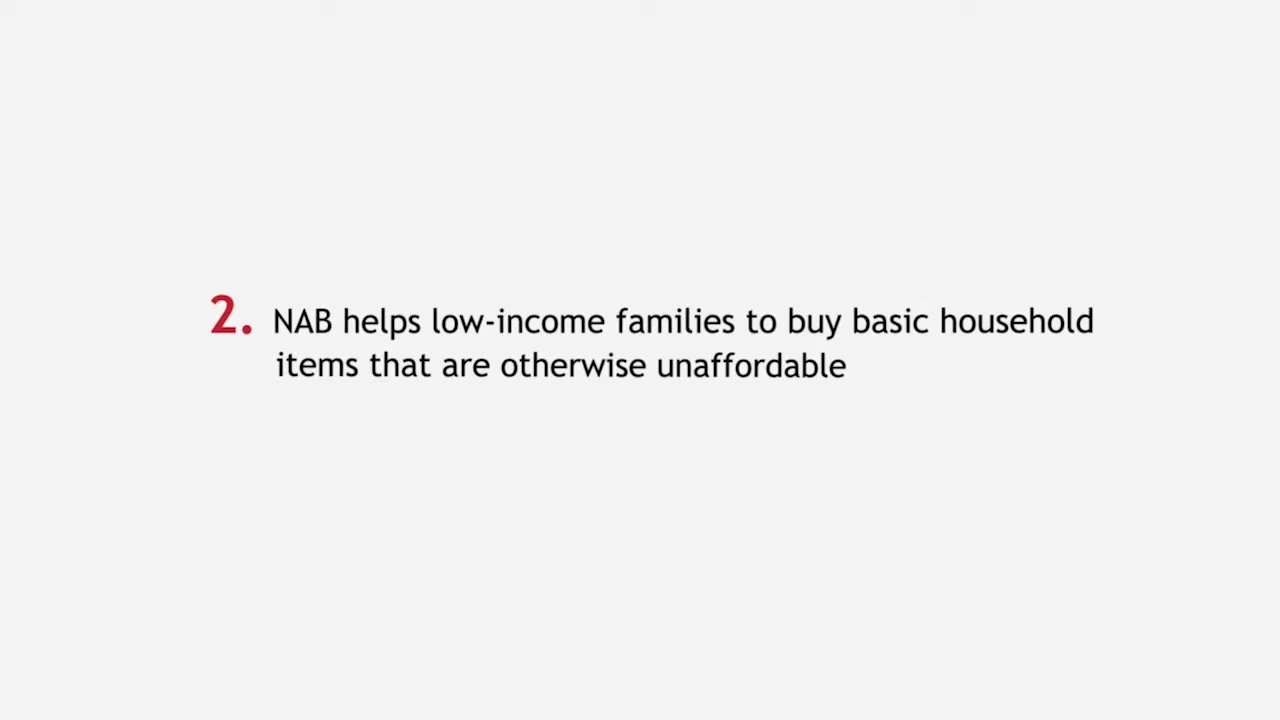 2. NAB helps low-income families to buy basic household
items that are otherwise unaffordable